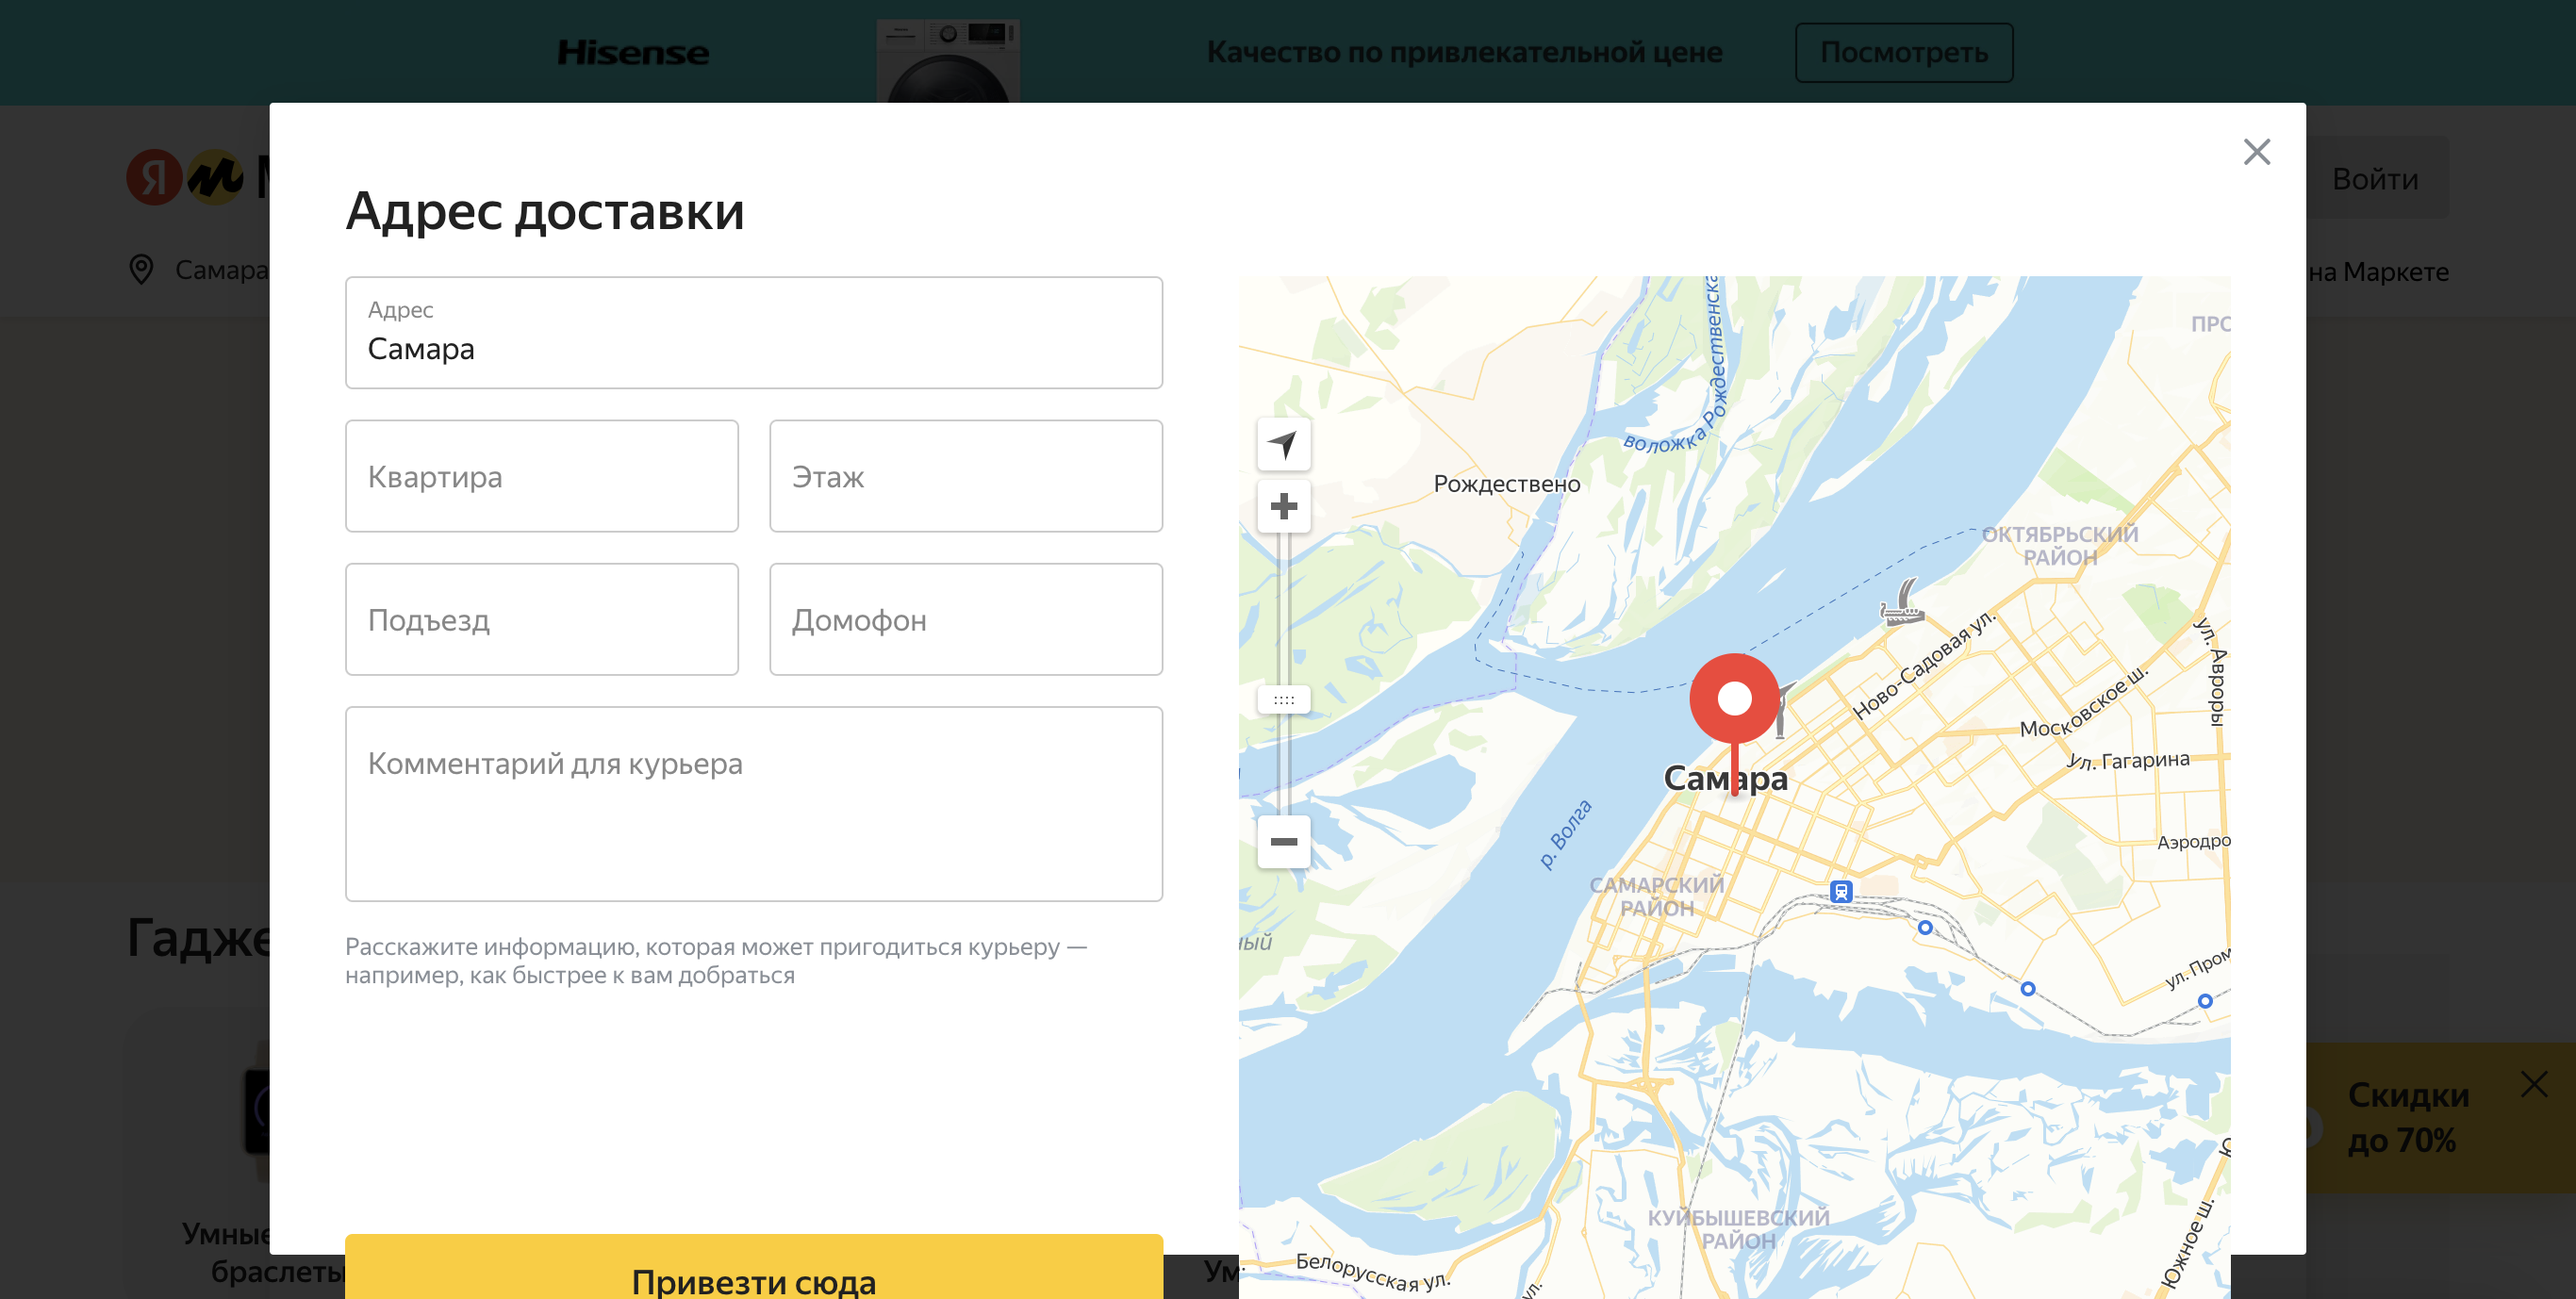 Hisense
Качество по привлекательной цене
Посмотреть
Войти
Самара
на Маркете
Адрес доставки
Адрес
Самара
Квартира
Этаж
Подъезд
Домофон
Комментарий для курьера
Расскажите информацию, которая может пригодиться курьеру —
например, как быстрее к вам добраться
Привезти сюда
воложка Рождественска
Рождествено
ПРО
ОКТЯБРЬСКИЙ
РАЙОН
Ново-Садовая ул.
ул. Авроры
Московское ш.
Ул. Гагарина
Самара
р. Волга
Аэродро
САМАРСКИЙ
РАЙОН
ный
ул. Пром
КУЙБЫШЕВСКИЙ
РАЙОН
Белорусская ул.
ул.
Южное ш.
Ю
Гадже
Умные
браслеты
Ум
Скидки
до 70%